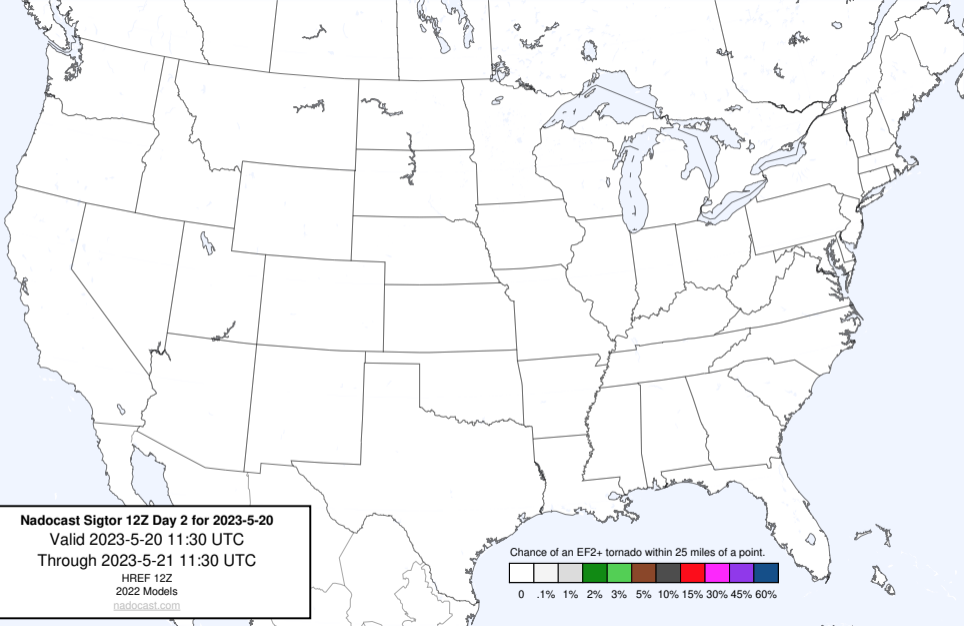 Nadocast Sigtor 12Z Day 2 for 2023-5-20
Valid 2023-5-20 11:30 UTC
Through 2023-5-21 11:30 UTC
HREF 12Z
2022 Models
nadocast.com
Chance of an EF2+ tornado within 25 miles of a point.
0 .1% 1% 2% 3% 5% 10% 15% 30% 45% 60%